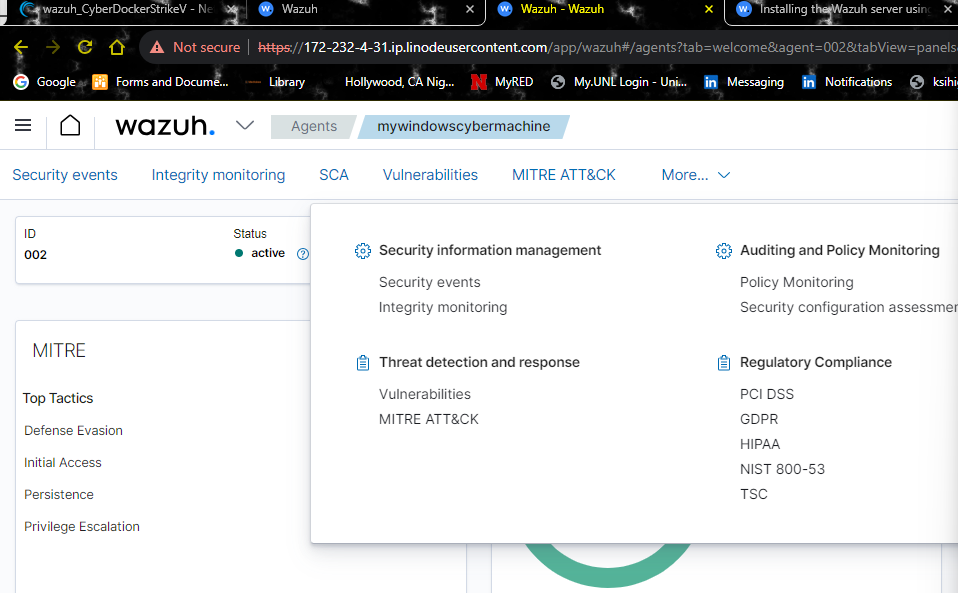 wazuh_CyberDockerStrikeV - Ne
Wazuh
Wazuh - Wazuh
Installing the Wazuh server usin
Not secure https://172-232-4-31.ip.linodeusercontent.com/app/wazuh#/agents?tab=welcome&agent=002&tabView=panels
Google Forms and Docume... Library Hollywood, CA Nig... MyRED My.UNL Login - Uni... Messaging Notifications ksihi
wazuh. Agents mywindowscybermachine
Security events Integrity monitoring SCA Vulnerabilities MITRE ATT&CK More...
ID Status
002 active
Security information management
Security events
Integrity monitoring
Auditing and Policy Monitoring
Policy Monitoring
Security configuration assessmen
Threat detection and response
Vulnerabilities
MITRE ATT&CK
Regulatory Compliance
PCI DSS
GDPR
HIPAA
NIST 800-53
TSC
MITRE
Top Tactics
Defense Evasion
Initial Access
Persistence
Privilege Escalation